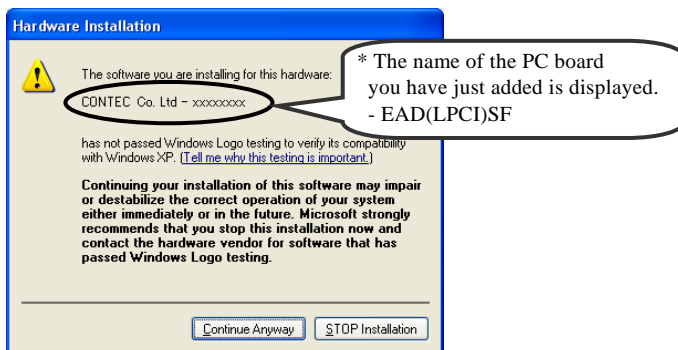 Hardware Installation
The software you are installing for this hardware:
CONTEC Co. Ltd - xxxxxxxx
* The name of the PC board
you have just added is displayed.
- EAD(LPCI)SF
has not passed Windows Logo testing to verify its compatibility
with Windows XP. (Tell me why this testing is important.)
Continuing your installation of this software may impair
or destabilize the correct operation of your system
either immediately or in the future. Microsoft strongly
recommends that you stop this installation now and
contact the hardware vendor for software that has
passed Windows Logo testing.
Continue Anyway
STOP Installation